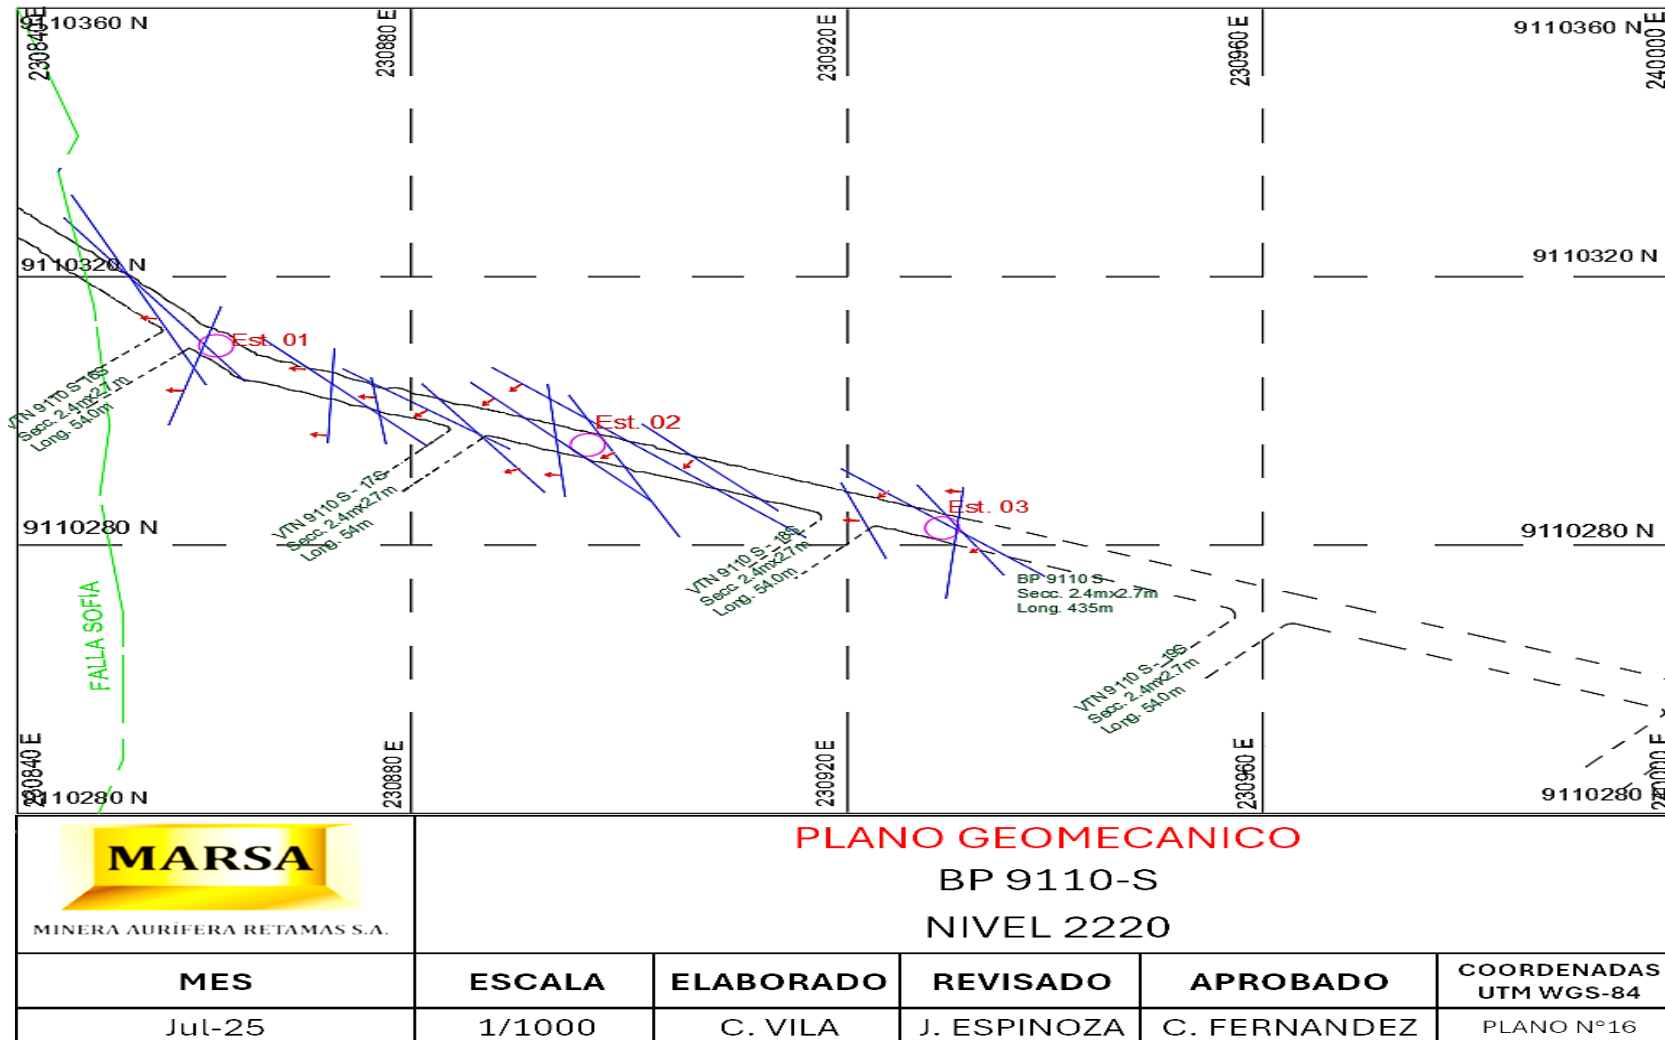 9110360 N
230840 E
230880 E
230920 E
230960 E
9110360 N
240000 E
9110320 N
9110320 N
Est. 01
VTN 9110 S 16S
Secc. 2.4mx2.7m
Long. 54.0m
Est. 02
VTN 9110 S - 17S
Secc. 2.4mx2.7m
Long. 54m
Est. 03
9110280 N
9110280 N
VTN 9110 S - 18S
Secc. 2.4mx2.7m
Long. 54.0m
BP 9110 S
Secc. 2.4mx2.7m
Long. 435m
FALLA SOFIA
VTN 9110 S - 19S
Secc. 2.4mx2.7m
Long. 54.0m
230840 E
230880 E
230920 E
230960 E
240000 E
9110280 N
9110280 N
MARSA
MINERA AURÍFERA RETAMAS S.A.
PLANO GEOMECANICO
BP 9110-S
NIVEL 2220
MES
ESCALA
ELABORADO
REVISADO
APROBADO
COORDENADAS
UTM WGS-84
Jul-25
1/1000
C. VILA
J. ESPINOZA
C. FERNANDEZ
PLANO N°16